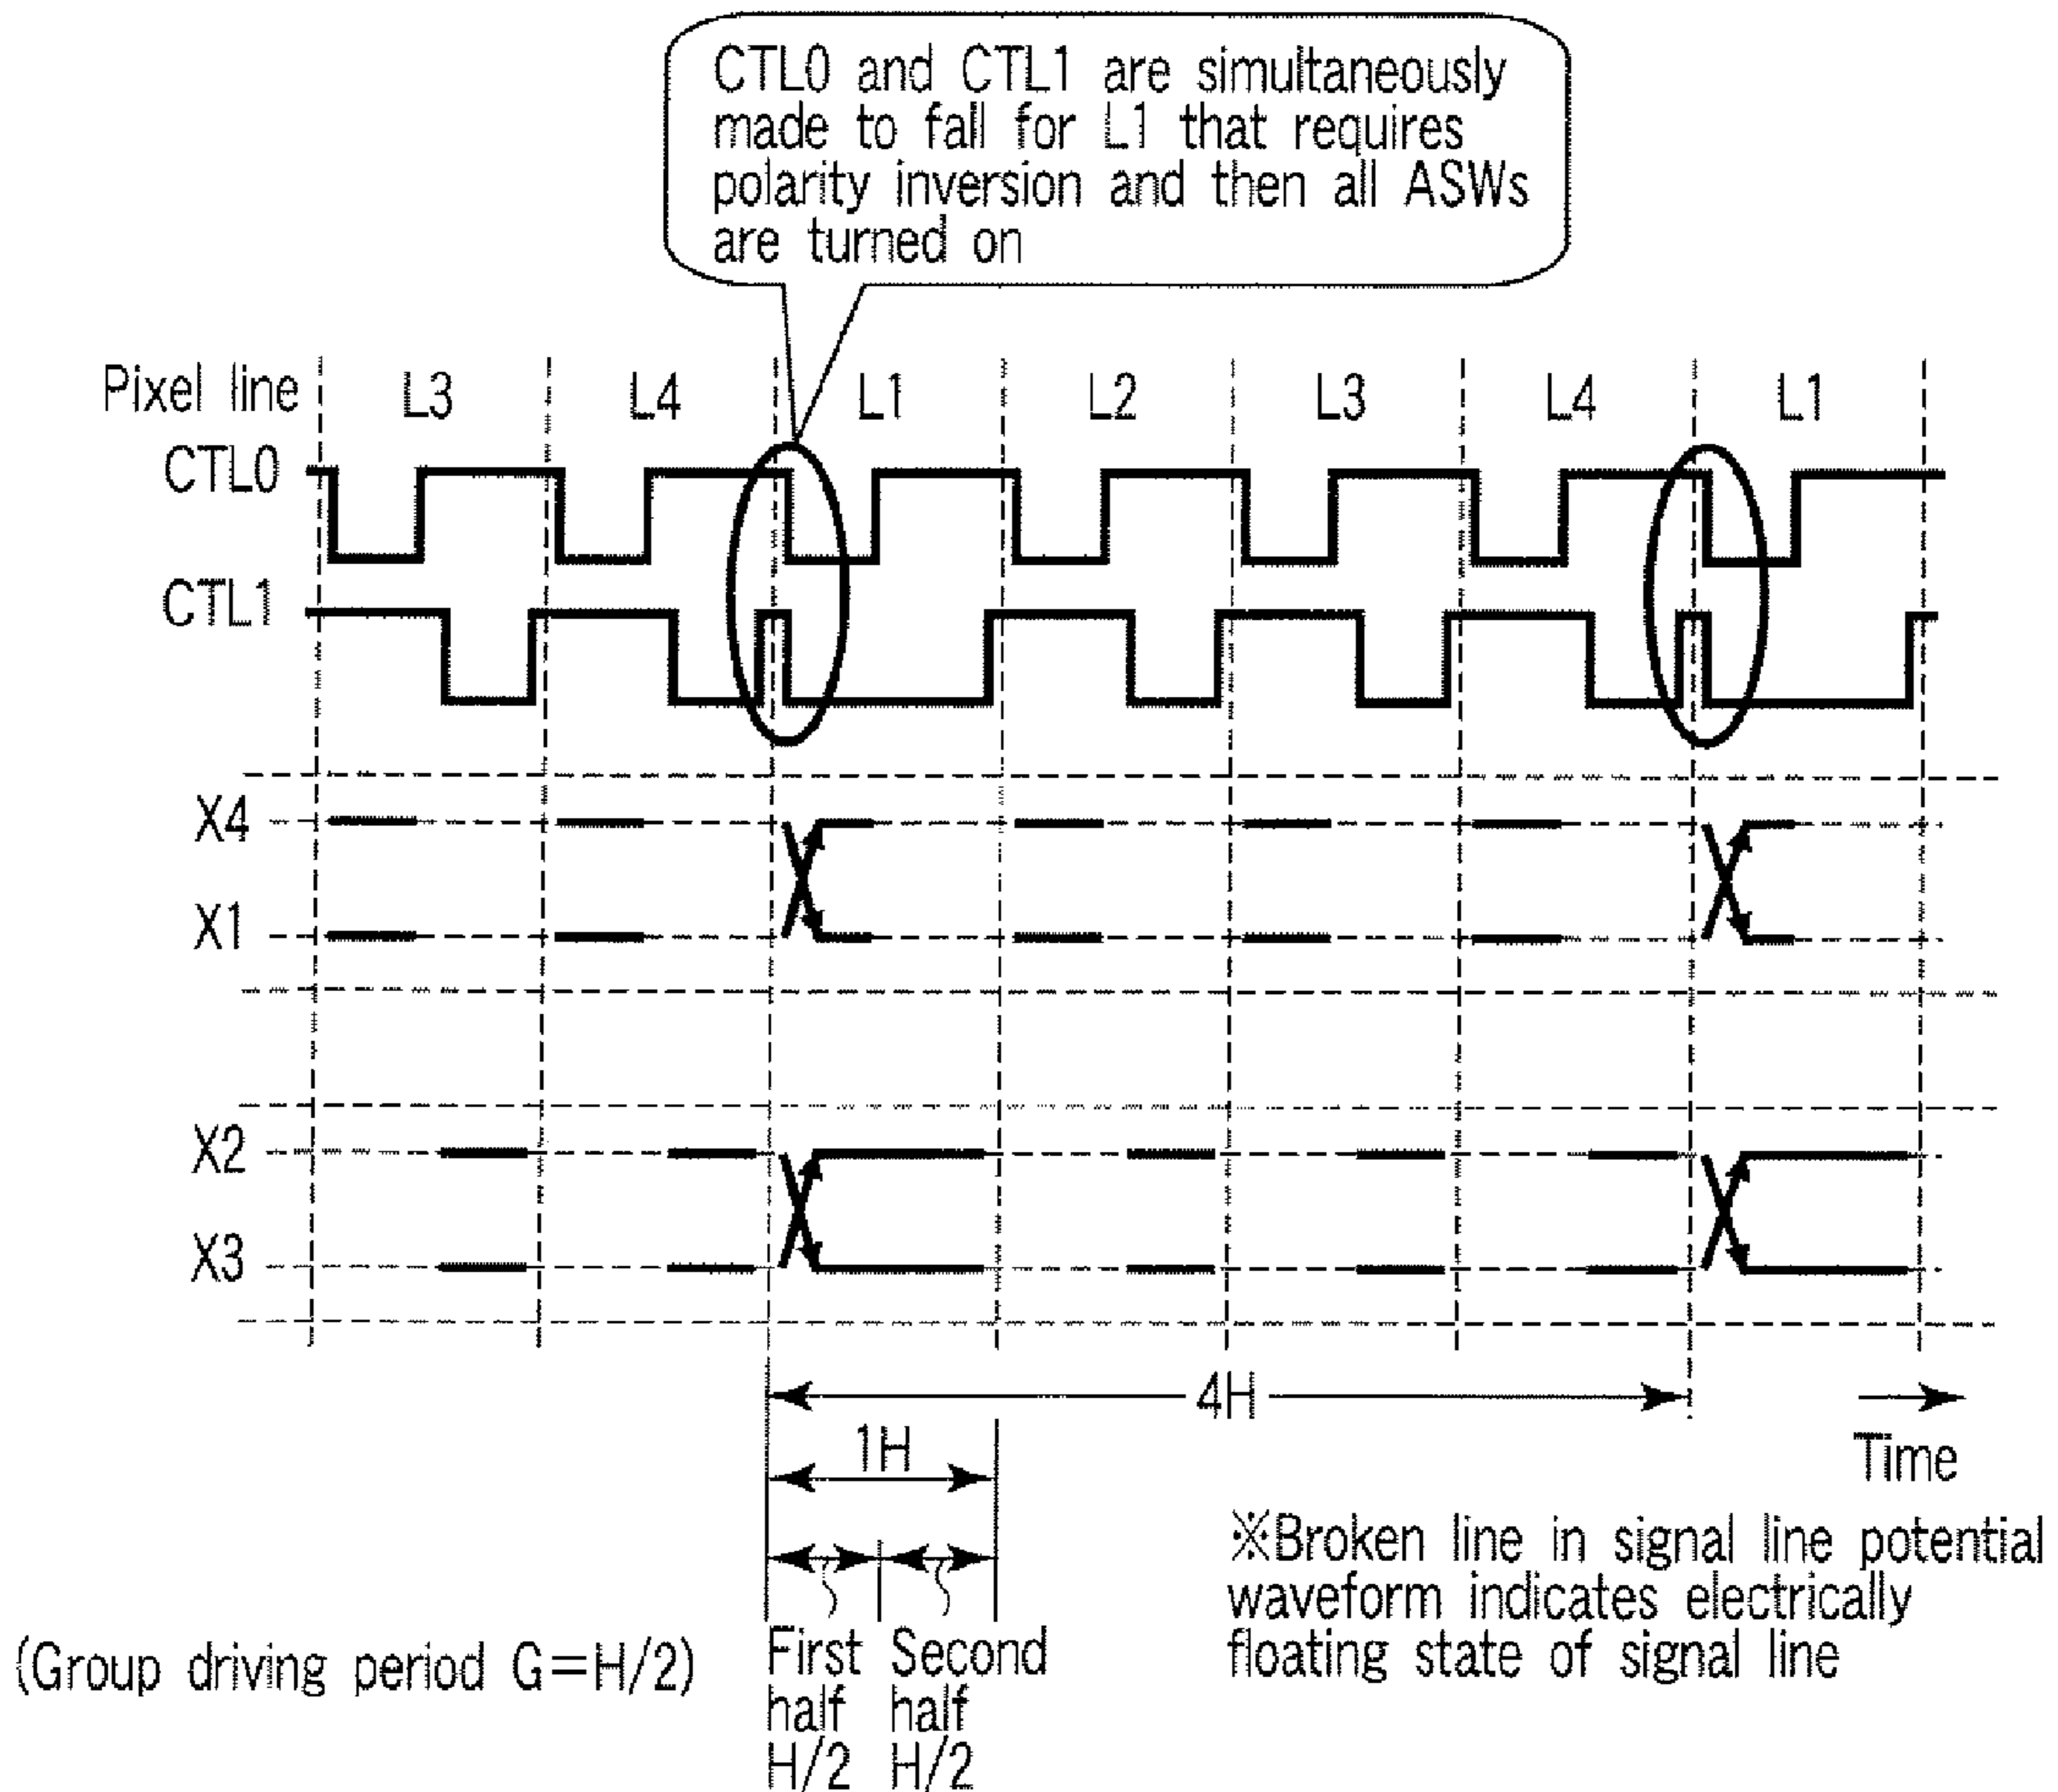 CTL0 and CTL1 are simultaneously
made to fall for L1 that requires
polarity inversion and then all ASWs
are turned on
Pixel line L3 L4 L1 L2 L3 L4 L1
CTL0
CTL1
X4
X1
X2
X3
4H
1H
Time
※Broken line in signal line potential
waveform indicates electrically
floating state of signal line
(Group driving period G=H/2)
First Second
half half
H/2 H/2